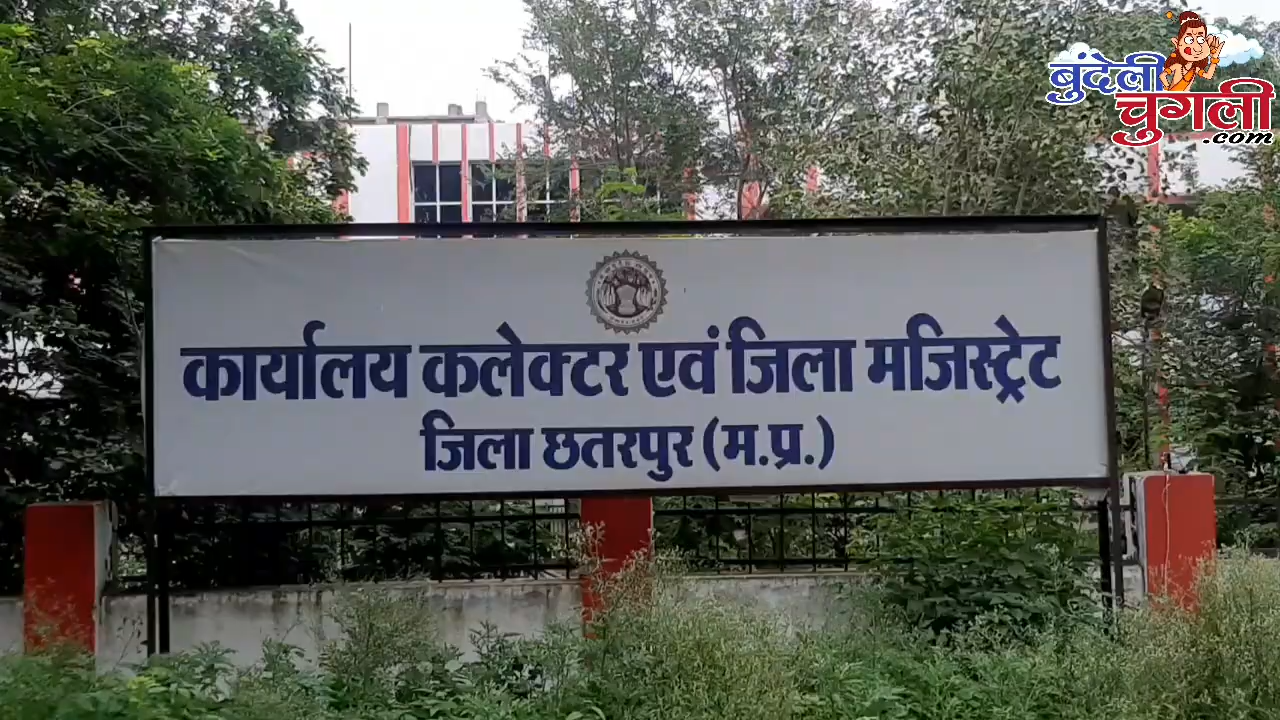 बुंदेली
चुगली
.com
कार्यालय कलेक्टर एवं जिला मजिस्ट्रेट
जिला छतरपुर (म.प्र.)